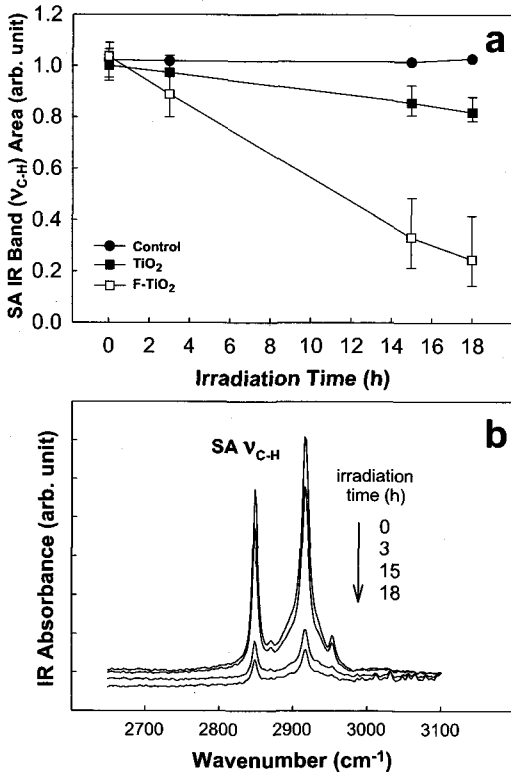 a
SA IR Band (νC-H) Area (arb. unit)
1.2
1.0
0.8
0.6
0.4
0.2
0.0
Control
TiO₂
F-TiO₂
0 2 4 6 8 10 12 14 16 18
Irradiation Time (h)
b
SA νC-H
irradiation
time (h)
0
3
15
18
IR Absorbance (arb. unit)
2700 2800 2900 3000 3100
Wavenumber (cm⁻¹)